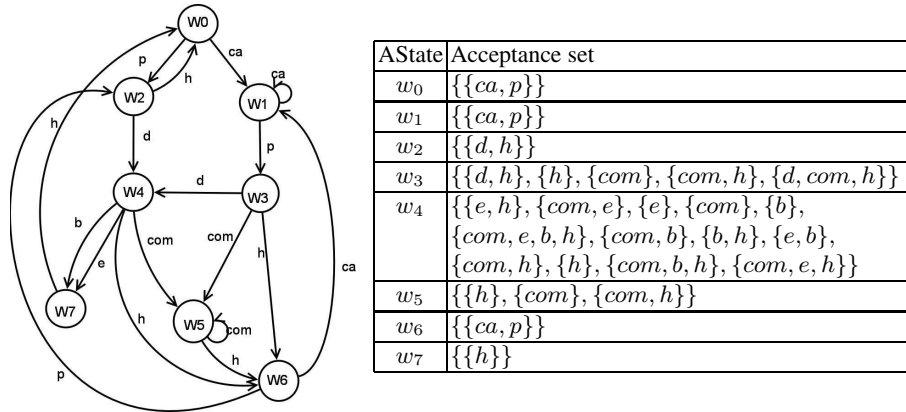 W0
ca
p
h
ca
W2
W1
h
d
p
W4
d
W3
b
com
com
h
e
ca
W7
W5
com
h
h
p
W6
AState Acceptance set
w0 {{ca, p}}
w1 {{ca, p}}
w2 {{d, h}}
w3 {{d, h}, {h}, {com}, {com, h}, {d, com, h}}
w4 {{e, h}, {com, e}, {e}, {com}, {b},
{com, e, b, h}, {com, b}, {b, h}, {e, b},
{com, h}, {h}, {com, b, h}, {com, e, h}}
w5 {{h}, {com}, {com, h}}
w6 {{ca, p}}
w7 {{h}}